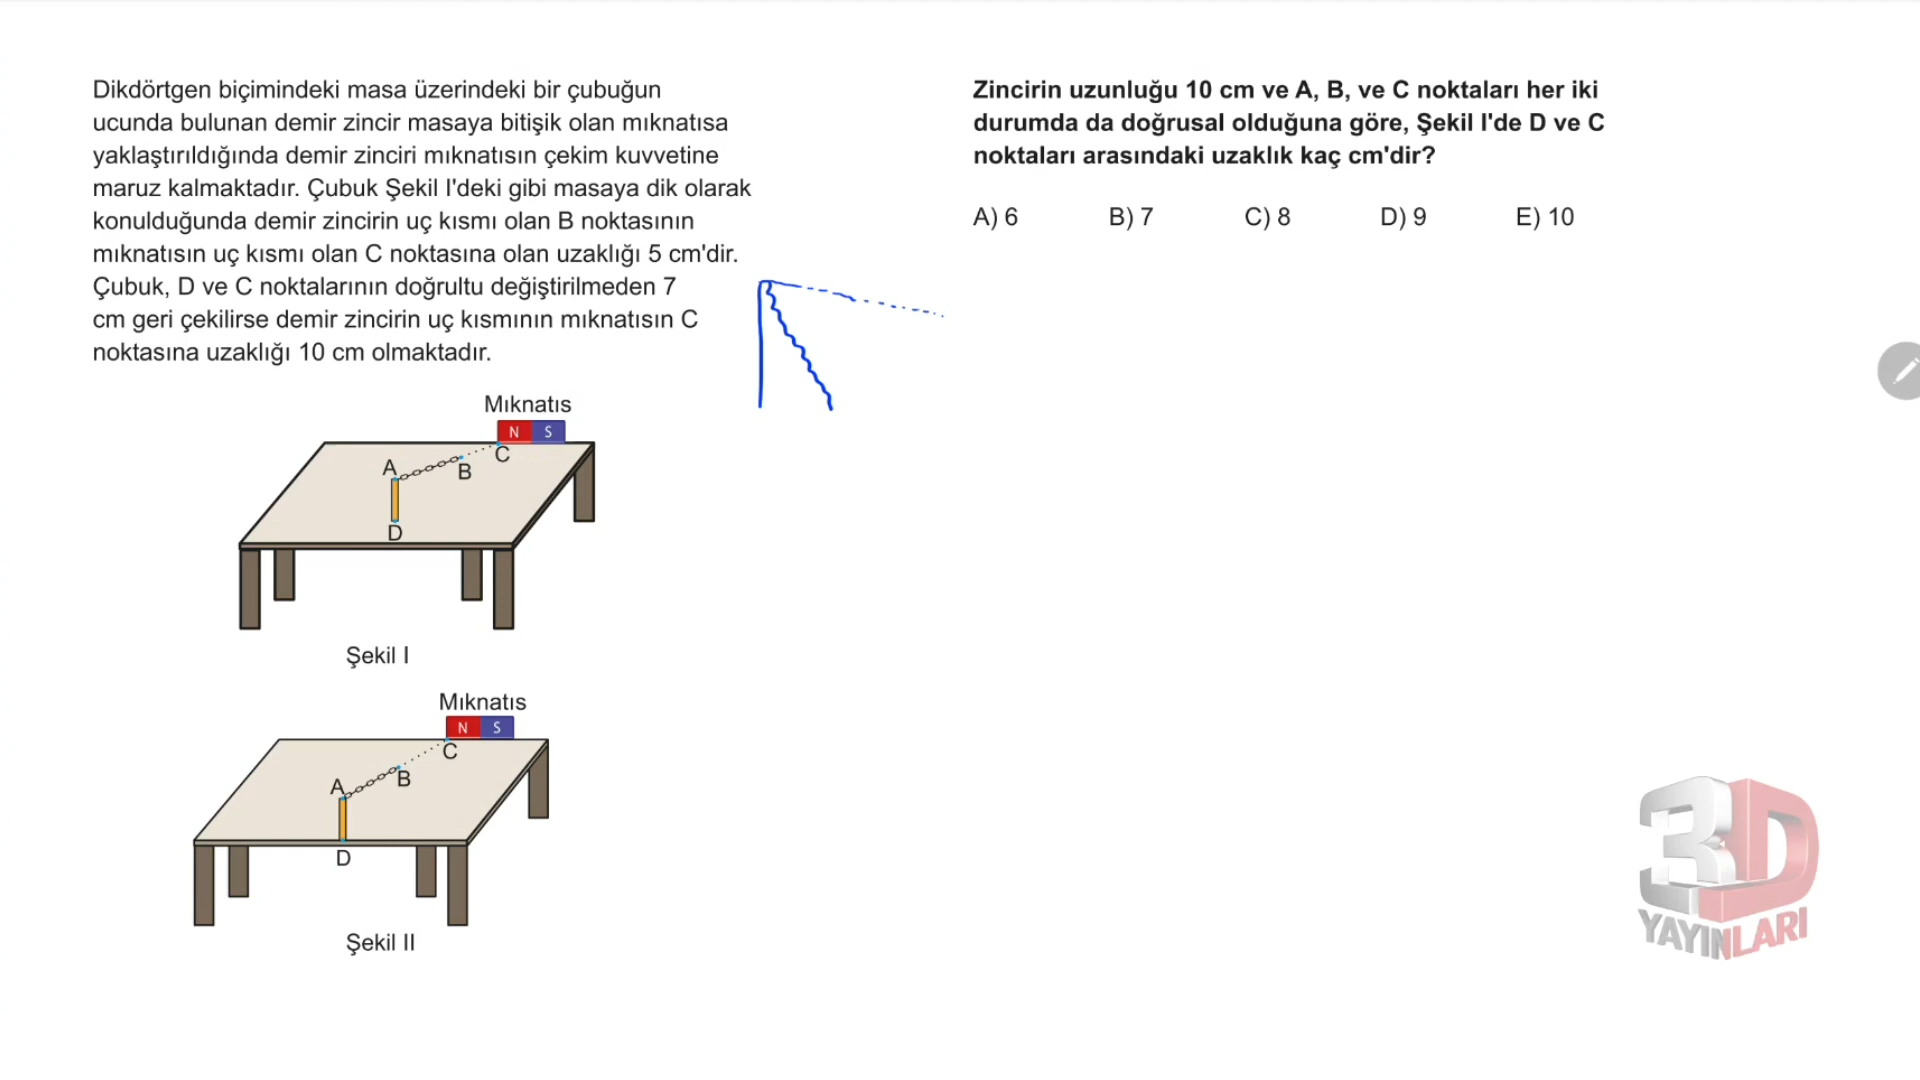 Dikdörtgen biçimindeki masa üzerindeki bir çubuğun
ucunda bulunan demir zincir masaya bitişik olan mıknatısa
yaklaştırıldığında demir zinciri mıknatısın çekim kuvvetine
maruz kalmaktadır. Çubuk Şekil I'deki gibi masaya dik olarak
konulduğunda demir zincirin uç kısmı olan B noktasının
mıknatısın uç kısmı olan C noktasına olan uzaklığı 5 cm'dir.
Çubuk, D ve C noktalarının doğrultu değiştirilmeden 7
cm geri çekilirse demir zincirin uç kısmının mıknatısın C
noktasına uzaklığı 10 cm olmaktadır.
Mıknatıs
N S
C
A
B
D
Şekil I
Mıknatıs
N S
C
A
B
D
Şekil II
Zincirin uzunluğu 10 cm ve A, B, ve C noktaları her iki
durumda da doğrusal olduğuna göre, Şekil I'de D ve C
noktaları arasındaki uzaklık kaç cm'dir?
A) 6 B) 7 C) 8 D) 9 E) 10
3D
YAYINLARI